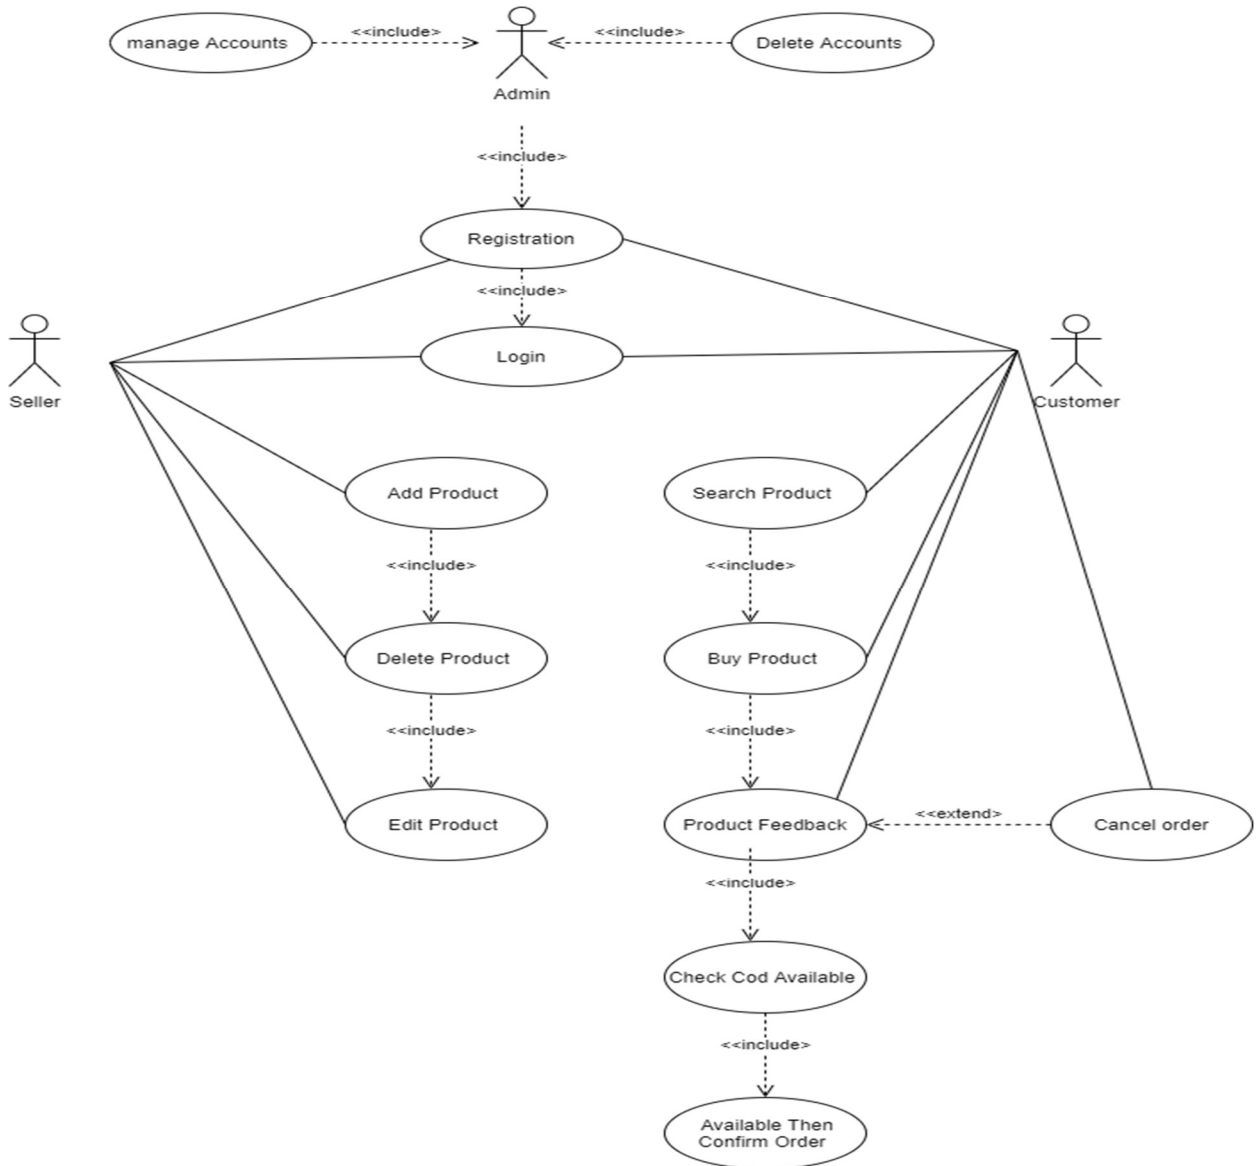 manage Accounts
<<include>>
<<include>>
Delete Accounts
Admin
<<include>>
Registration
<<include>>
Login
Seller
Customer
Add Product
Search Product
<<include>>
<<include>>
Delete Product
Buy Product
<<include>>
<<include>>
Edit Product
Product Feedback
<<extend>>
Cancel order
<<include>>
Check Cod Available
<<include>>
Available Then
Confirm Order